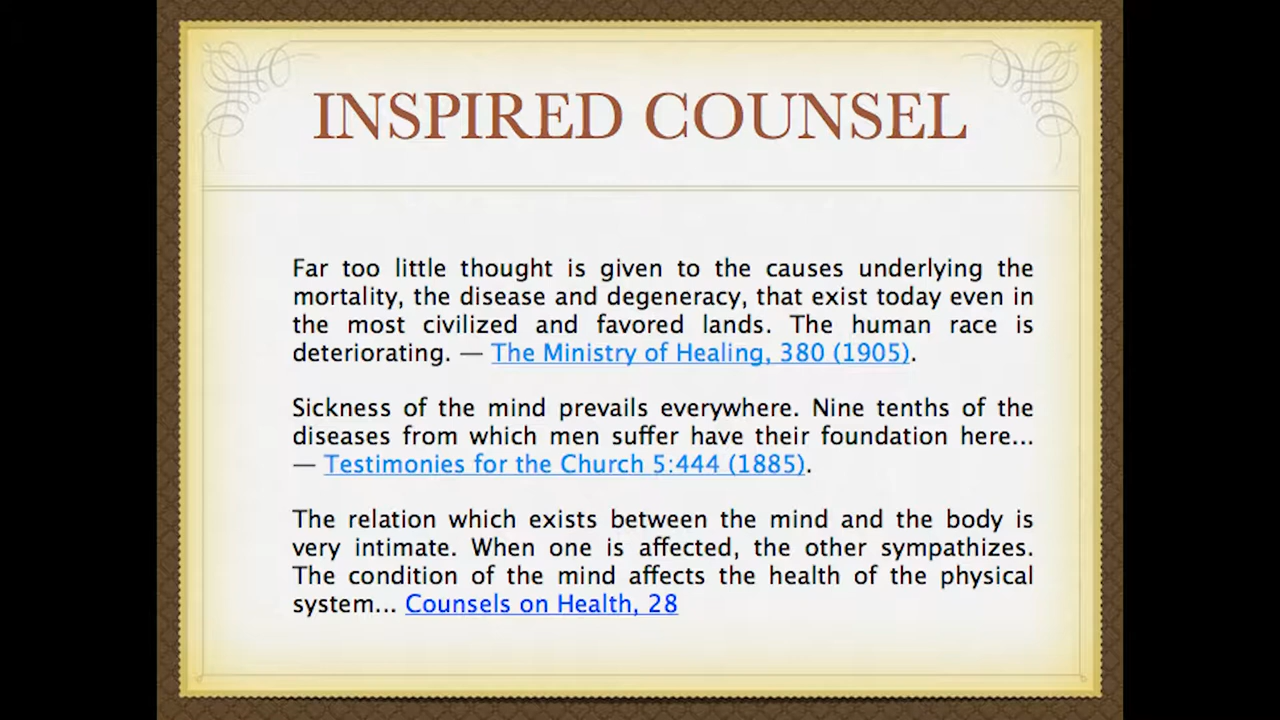 INSPIRED COUNSEL
Far too little thought is given to the causes underlying the
mortality, the disease and degeneracy, that exist today even in
the most civilized and favored lands. The human race is
deteriorating. — The Ministry of Healing, 380 (1905).
Sickness of the mind prevails everywhere. Nine tenths of the
diseases from which men suffer have their foundation here...
— Testimonies for the Church 5:444 (1885).
The relation which exists between the mind and the body is
very intimate. When one is affected, the other sympathizes.
The condition of the mind affects the health of the physical
system... Counsels on Health, 28